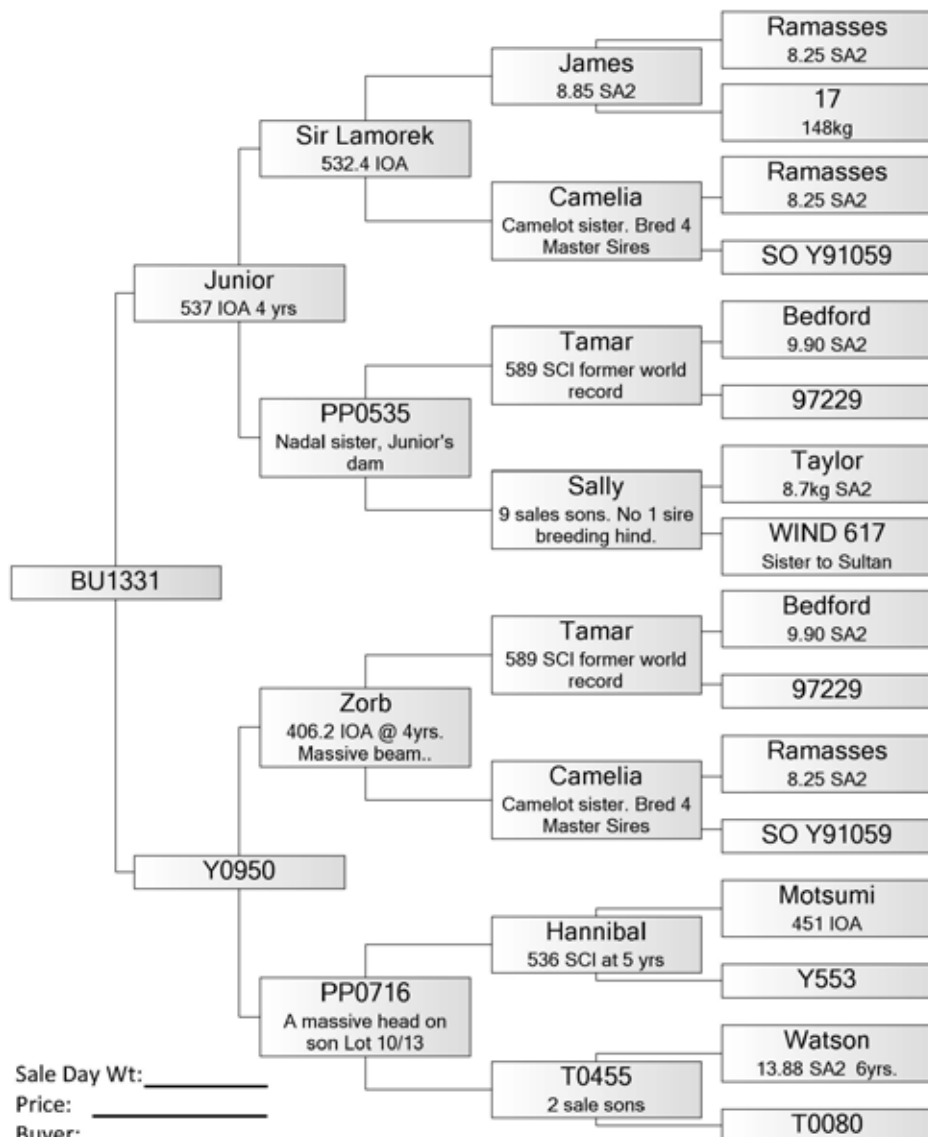 BU1331
Junior
537 IOA 4 yrs
Y0950
Sir Lamorek
532.4 IOA
PP0535
Nadal sister, Junior's
dam
Zorb
406.2 IOA @ 4yrs.
Massive beam..
PP0716
A massive head on
son Lot 10/13
James
8.85 SA2
Camelia
Camelot sister. Bred 4
Master Sires
Tamar
589 SCI former world
record
Sally
9 sales sons. No 1 sire
breeding hind.
Tamar
589 SCI former world
record
Camelia
Camelot sister. Bred 4
Master Sires
Hannibal
536 SCI at 5 yrs
T0455
2 sale sons
Ramasses
8.25 SA2
17
148kg
Ramasses
8.25 SA2
SO Y91059
Bedford
9.90 SA2
97229
Taylor
8.7kg SA2
WIND 617
Sister to Sultan
Bedford
9.90 SA2
97229
Ramasses
8.25 SA2
SO Y91059
Motsumi
451 IOA
Y553
Watson
13.88 SA2 6yrs.
T0080
Sale Day Wt:
Price:
Buyer: